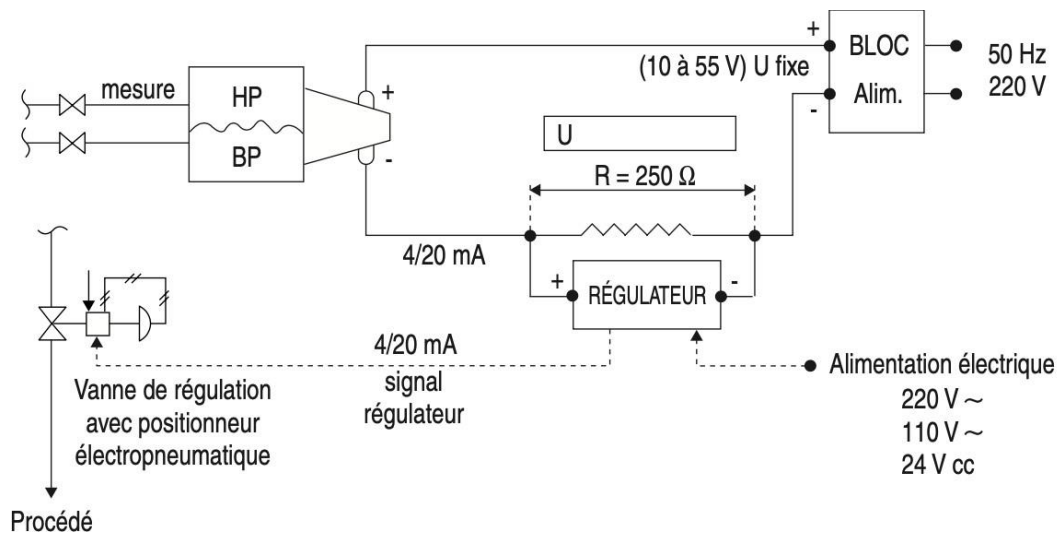 mesure
HP
BP
+
-
(10 à 55 V) U fixe
+
-
BLOC
Alim.
50 Hz
220 V
U
R = 250 Ω
4/20 mA
+
RÉGULATEUR
-
4/20 mA
signal
régulateur
Vanne de régulation
avec positionneur
électropneumatique
Alimentation électrique
220 V ~
110 V ~
24 V cc
Procédé